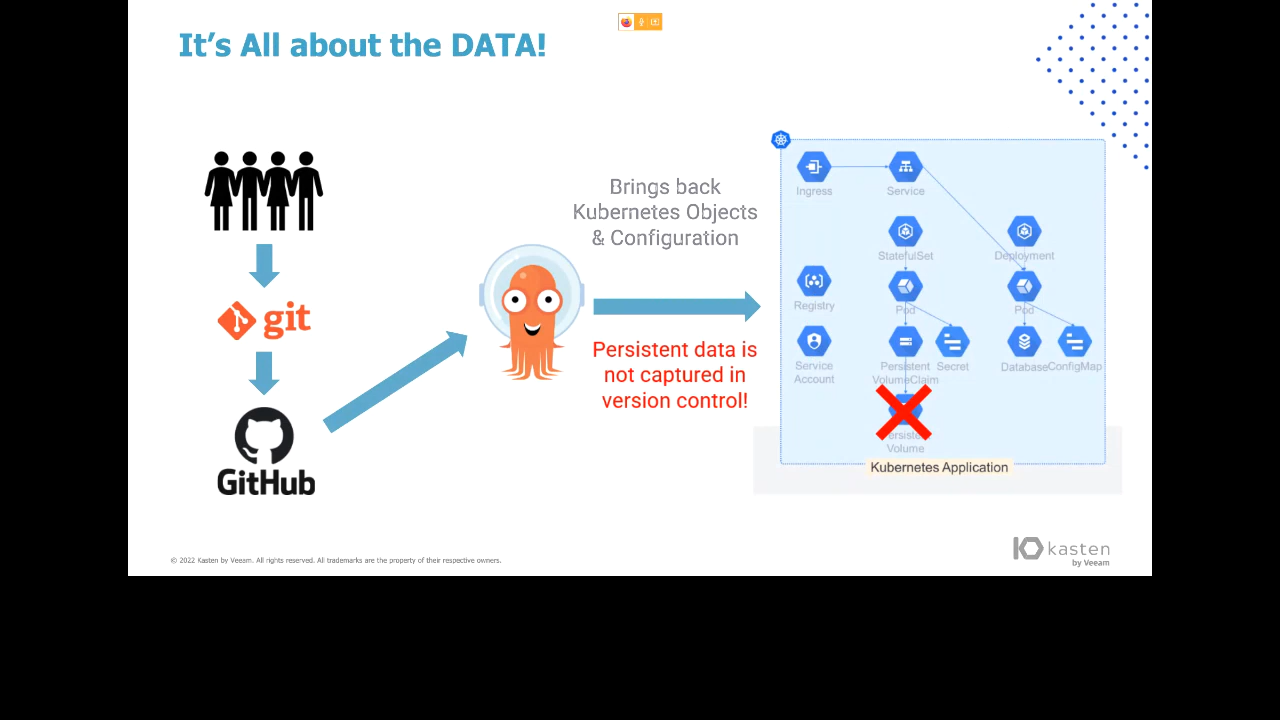 It's All about the DATA!
git
GitHub
Brings back
Kubernetes Objects
& Configuration
Persistent data is
not captured in
version control!
Ingress
Service
StatefulSet
Deployment
Registry
Pod
Pod
Service
Account
Persistent
VolumeClaim
Secret
Database
ConfigMap
Volume
Kubernetes Application
© 2022 Kasten by Veeam. All rights reserved. All trademarks are the property of their respective owners.
kasten
by Veeam